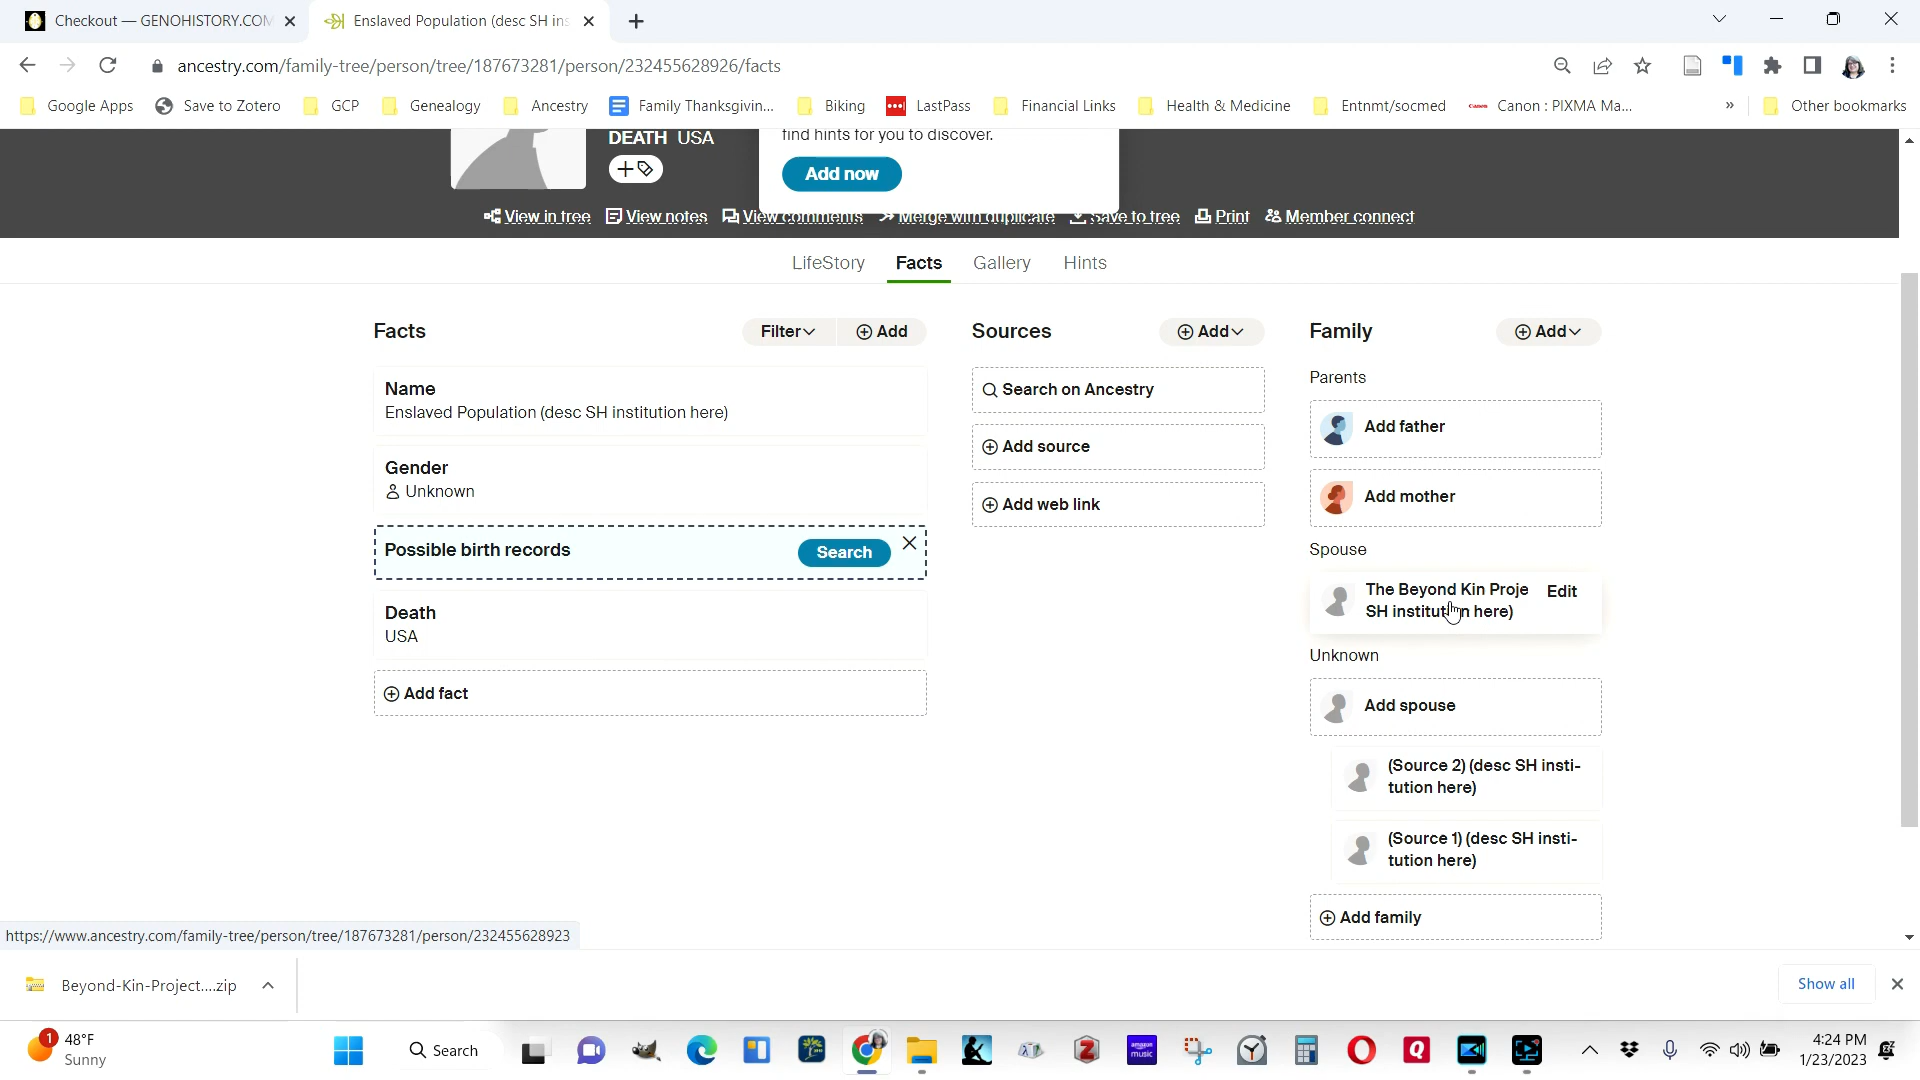 Checkout — GENOHISTORY.COM
Enslaved Population (desc SH ins
ancestry.com/family-tree/person/tree/187673281/person/232455628926/facts
Google Apps
Save to Zotero
GCP
Genealogy
Ancestry
Family Thanksgivin...
Biking
LastPass
Financial Links
Health & Medicine
Entnmt/socmed
Canon : PIXMA Ma...
»
Other bookmarks
DEATH USA
find hints for you to discover.
Add now
View in tree
View notes
View comments
Merge with duplicate
Save to tree
Print
Member connect
LifeStory
Facts
Gallery
Hints
Facts
Filter
Add
Name
Enslaved Population (desc SH institution here)
Gender
Unknown
Possible birth records
Search
Death
USA
Add fact
Sources
Add
Search on Ancestry
Add source
Add web link
Family
Add
Parents
Add father
Add mother
Spouse
The Beyond Kin Proje
SH institution here)
Edit
Unknown
Add spouse
(Source 2) (desc SH insti-
tution here)
(Source 1) (desc SH insti-
tution here)
Add family
https://www.ancestry.com/family-tree/person/tree/187673281/person/232455628923
Beyond-Kin-Project....zip
Show all
1
48°F
Sunny
Search
amazon music
4:24 PM
1/23/2023